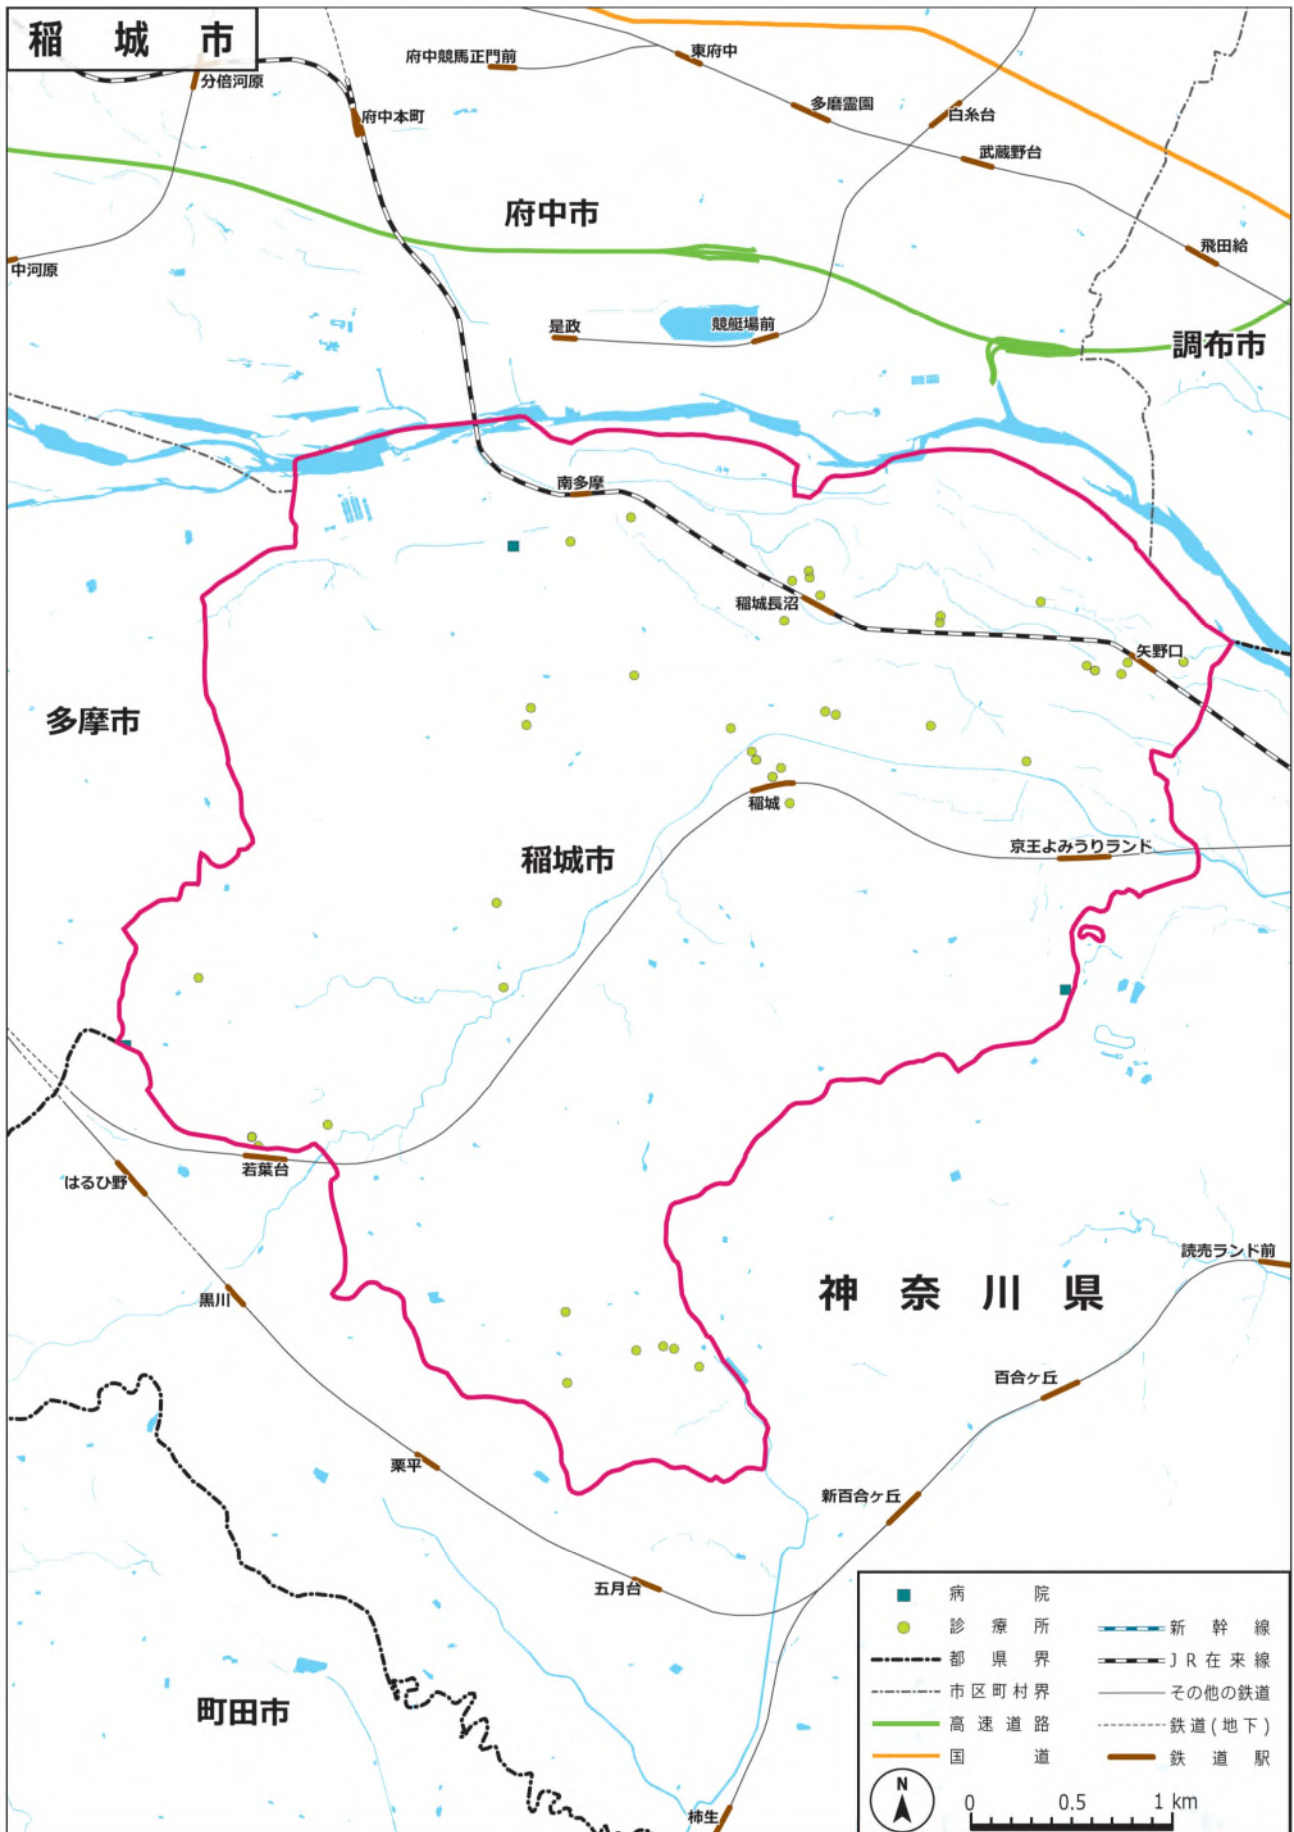 稲城市
府中競馬正門前
東府中
分倍河原
多磨霊園
白糸台
府中本町
武蔵野台
府中市
飛田給
中河原
是政
競艇場前
調布市
南多摩
稲城長沼
矢野口
多摩市
稲城
京王よみうりランド
稲城市
若葉台
はるひ野
読売ランド前
神奈川県
黒川
百合ヶ丘
栗平
新百合ヶ丘
五月台
町田市
柿生
病院
診療所
都県界
市区町村界
高速道路
国道
新幹線
JR在来線
その他の鉄道
鉄道(地下)
鉄道駅
N
0 0.5 1 km